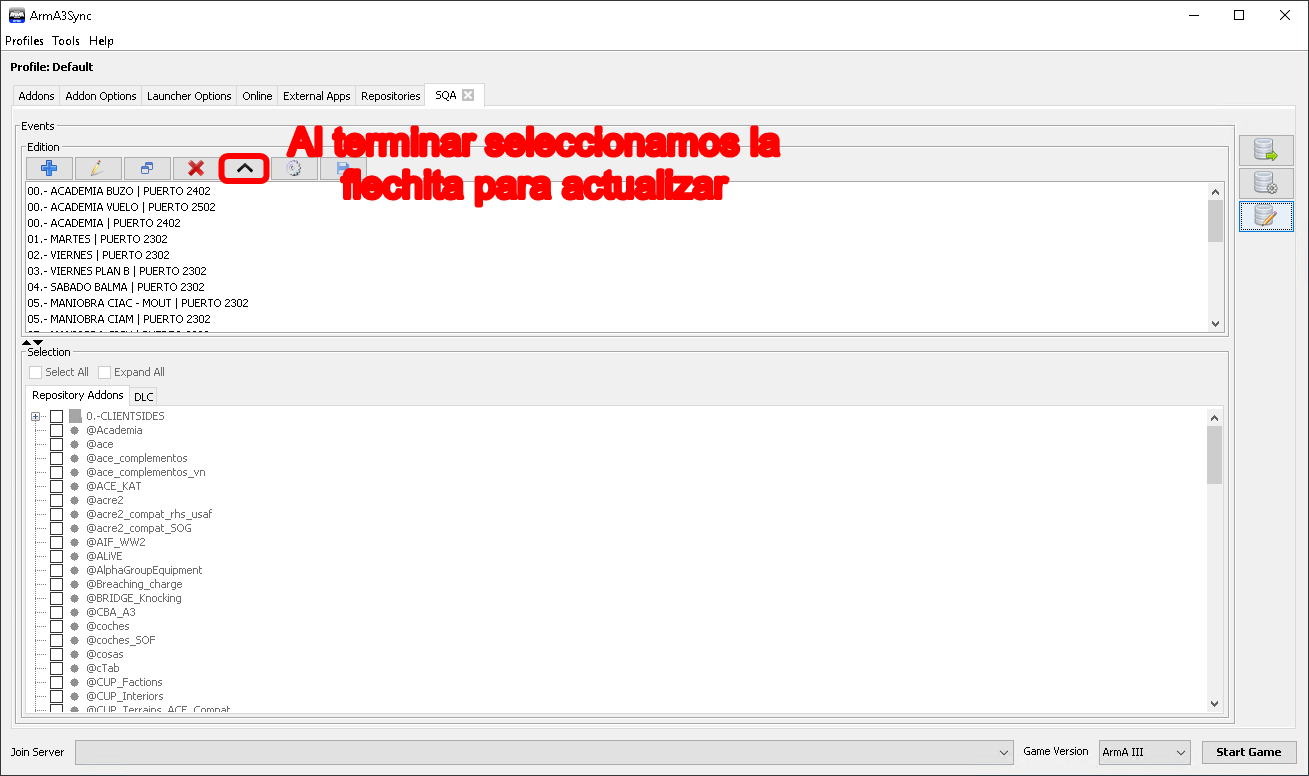 ArmA3Sync
Profiles Tools Help
Profile: Default
Addons Addon Options Launcher Options Online External Apps Repositories SQA
Events
Edition
Al terminar seleccionamos la
flechita para actualizar
00.- ACADEMIA BUZO | PUERTO 2402
00.- ACADEMIA VUELO | PUERTO 2502
00.- ACADEMIA | PUERTO 2402
01.- MARTES | PUERTO 2302
02.- VIERNES | PUERTO 2302
03.- VIERNES PLAN B | PUERTO 2302
04.- SABADO BALMA | PUERTO 2302
05.- MANIOBRA CIAC - MOUT | PUERTO 2302
05.- MANIOBRA CIAM | PUERTO 2302
Selection
Select All Expand All
Repository Addons DLC
0.-CLIENTSIDES
@Academia
@ace
@ace_complementos
@ace_complementos_vn
@ACE_KAT
@acre2
@acre2_compat_rhs_usaf
@acre2_compat_SOG
@AIF_WW2
@ALiVE
@AlphaGroupEquipment
@Breaching_charge
@BRIDGE_Knocking
@CBA_A3
@coches
@coches_SOF
@cosas
@cTab
@CUP_Factions
@CUP_Interiors
@CUP_Terrains_ACE_Compat
Join Server Game Version ArmA III Start Game